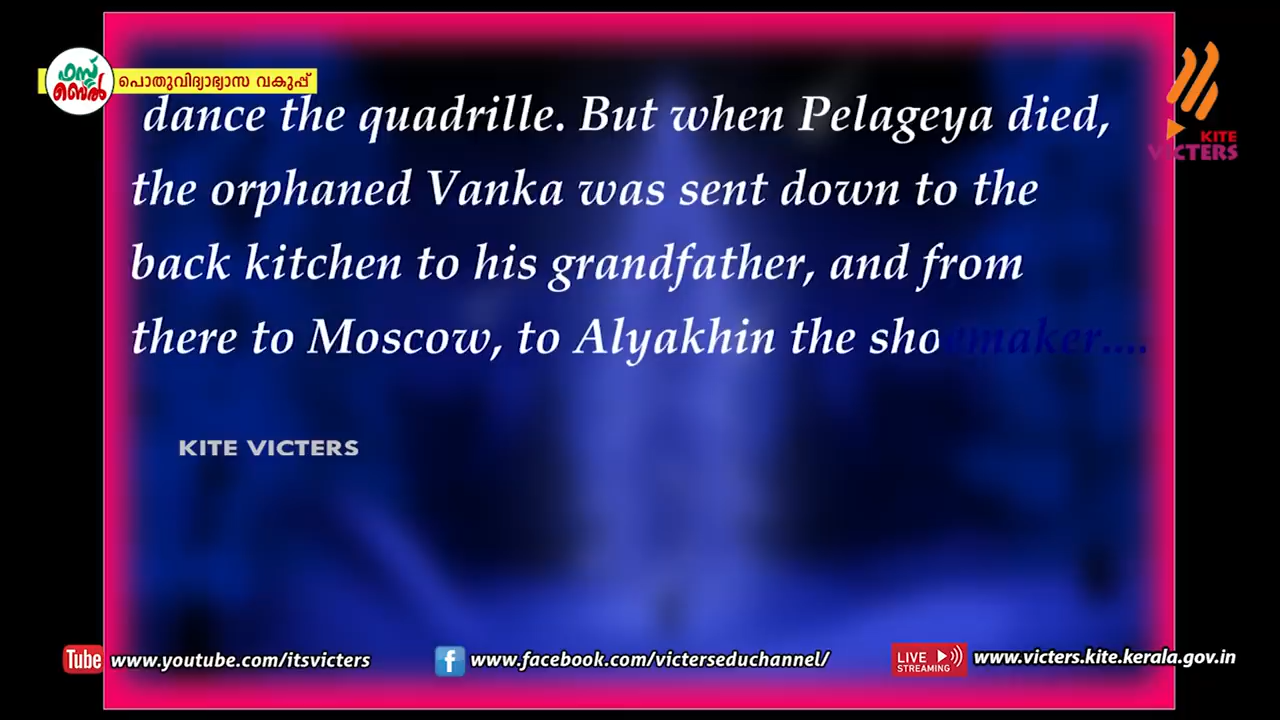 ഫസ്റ്റ്
ബെൽ
പൊതുവിദ്യാഭ്യാസ വകുപ്പ്
KITE
VICTERS
dance the quadrille. But when Pelageya died,
the orphaned Vanka was sent down to the
back kitchen to his grandfather, and from
there to Moscow, to Alyakhin the shoemaker....
KITE VICTERS
Tube www.youtube.com/itsvicters
f www.facebook.com/victerseduchannel/
LIVE
STREAMING
www.victers.kite.kerala.gov.in